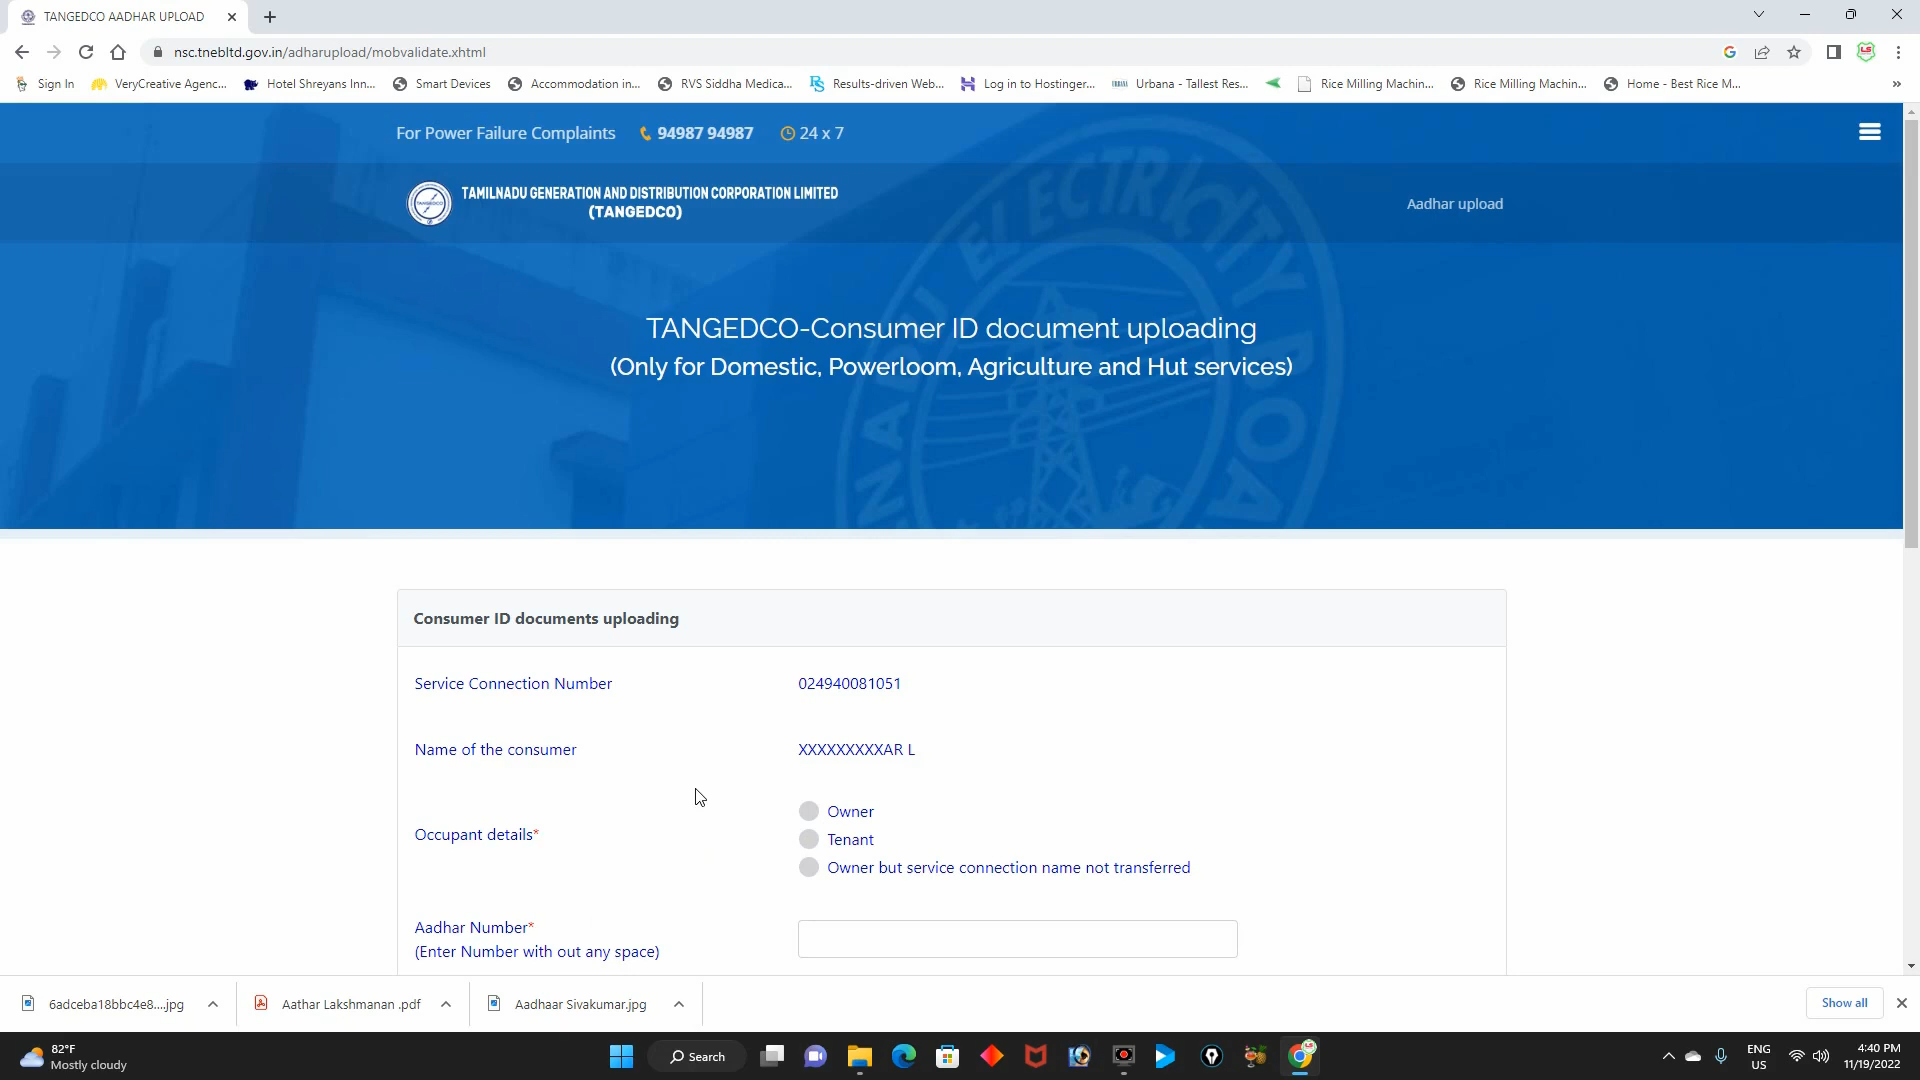 TANGEDCO AADHAR UPLOAD
nsc.tnebltd.gov.in/adharupload/mobvalidate.xhtml
Sign In
VeryCreative Agenc...
Hotel Shreyans Inn...
Smart Devices
Accommodation in...
RVS Siddha Medica...
Results-driven Web...
Log in to Hostinger...
Urbana - Tallest Res...
Rice Milling Machin...
Rice Milling Machin...
Home - Best Rice M...
For Power Failure Complaints 94987 94987 24 x 7
TAMILNADU GENERATION AND DISTRIBUTION CORPORATION LIMITED
(TANGEDCO)
Aadhar upload
TANGEDCO-Consumer ID document uploading
(Only for Domestic, Powerloom, Agriculture and Hut services)
Consumer ID documents uploading
Service Connection Number 024940081051
Name of the consumer XXXXXXXXXAR L
Occupant details*
Owner
Tenant
Owner but service connection name not transferred
Aadhar Number*
(Enter Number with out any space)
6adceba18bbc4e8....jpg
Aathar Lakshmanan .pdf
Aadhaar Sivakumar.jpg
Show all
82°F
Mostly cloudy
Search
ENG
US
4:40 PM
11/19/2022